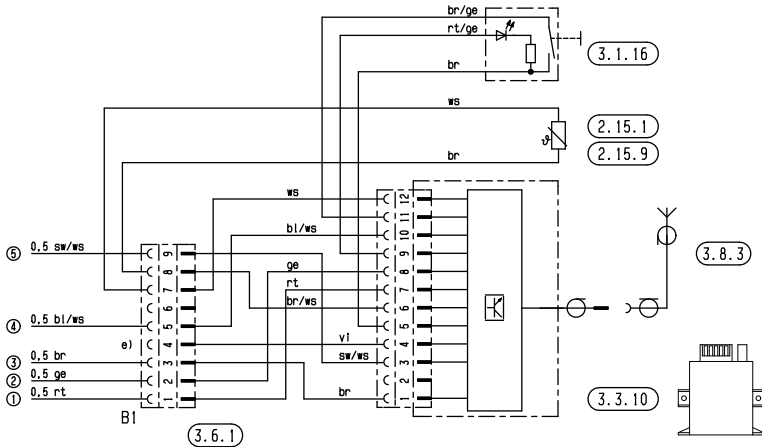 br/ge
rt/ge
3.1.16
br
ws
2.15.1
ϑ
2.15.9
br
ws
12
11
bl/ws
10
⑤ 0,5 sw/ws
9
9
3.8.3
8
ge
8
7
rt
7
6
br/ws
6
④ 0,5 bl/ws
5
5
e)
4
vi
4
③ 0,5 br
3
sw/ws
3
② 0,5 ge
2
2
① 0,5 rt
1
br
1
3.3.10
B1
3.6.1